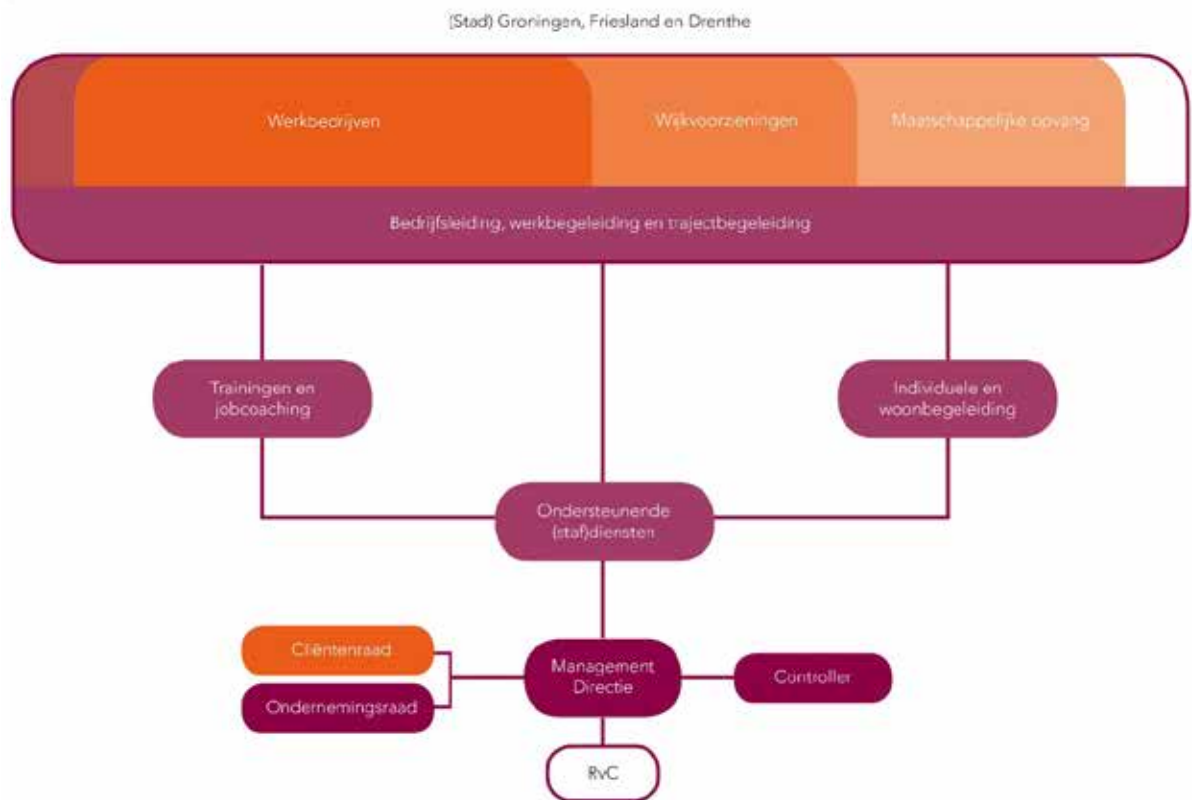 (Stad) Groningen, Friesland en Drenthe
Werkbedrijven
Wijkvoorzieningen
Maatschappelijke opvang
Bedrijfsleiding, werkbegeleiding en trajectbegeleiding
Trainingen en
jobcoaching
Individuele en
woonbegeleiding
Ondersteunende
(staf)diensten
Cliëntenraad
Ondernemingsraad
Management
Directie
Controller
RvC